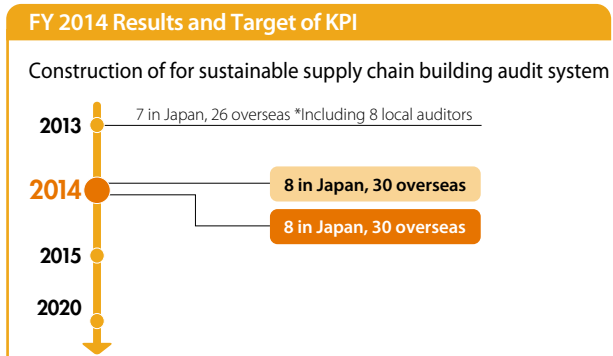 FY 2014 Results and Target of KPI
Construction of for sustainable supply chain building audit system
2013
7 in Japan, 26 overseas *Including 8 local auditors
2014
8 in Japan, 30 overseas
8 in Japan, 30 overseas
2015
2020